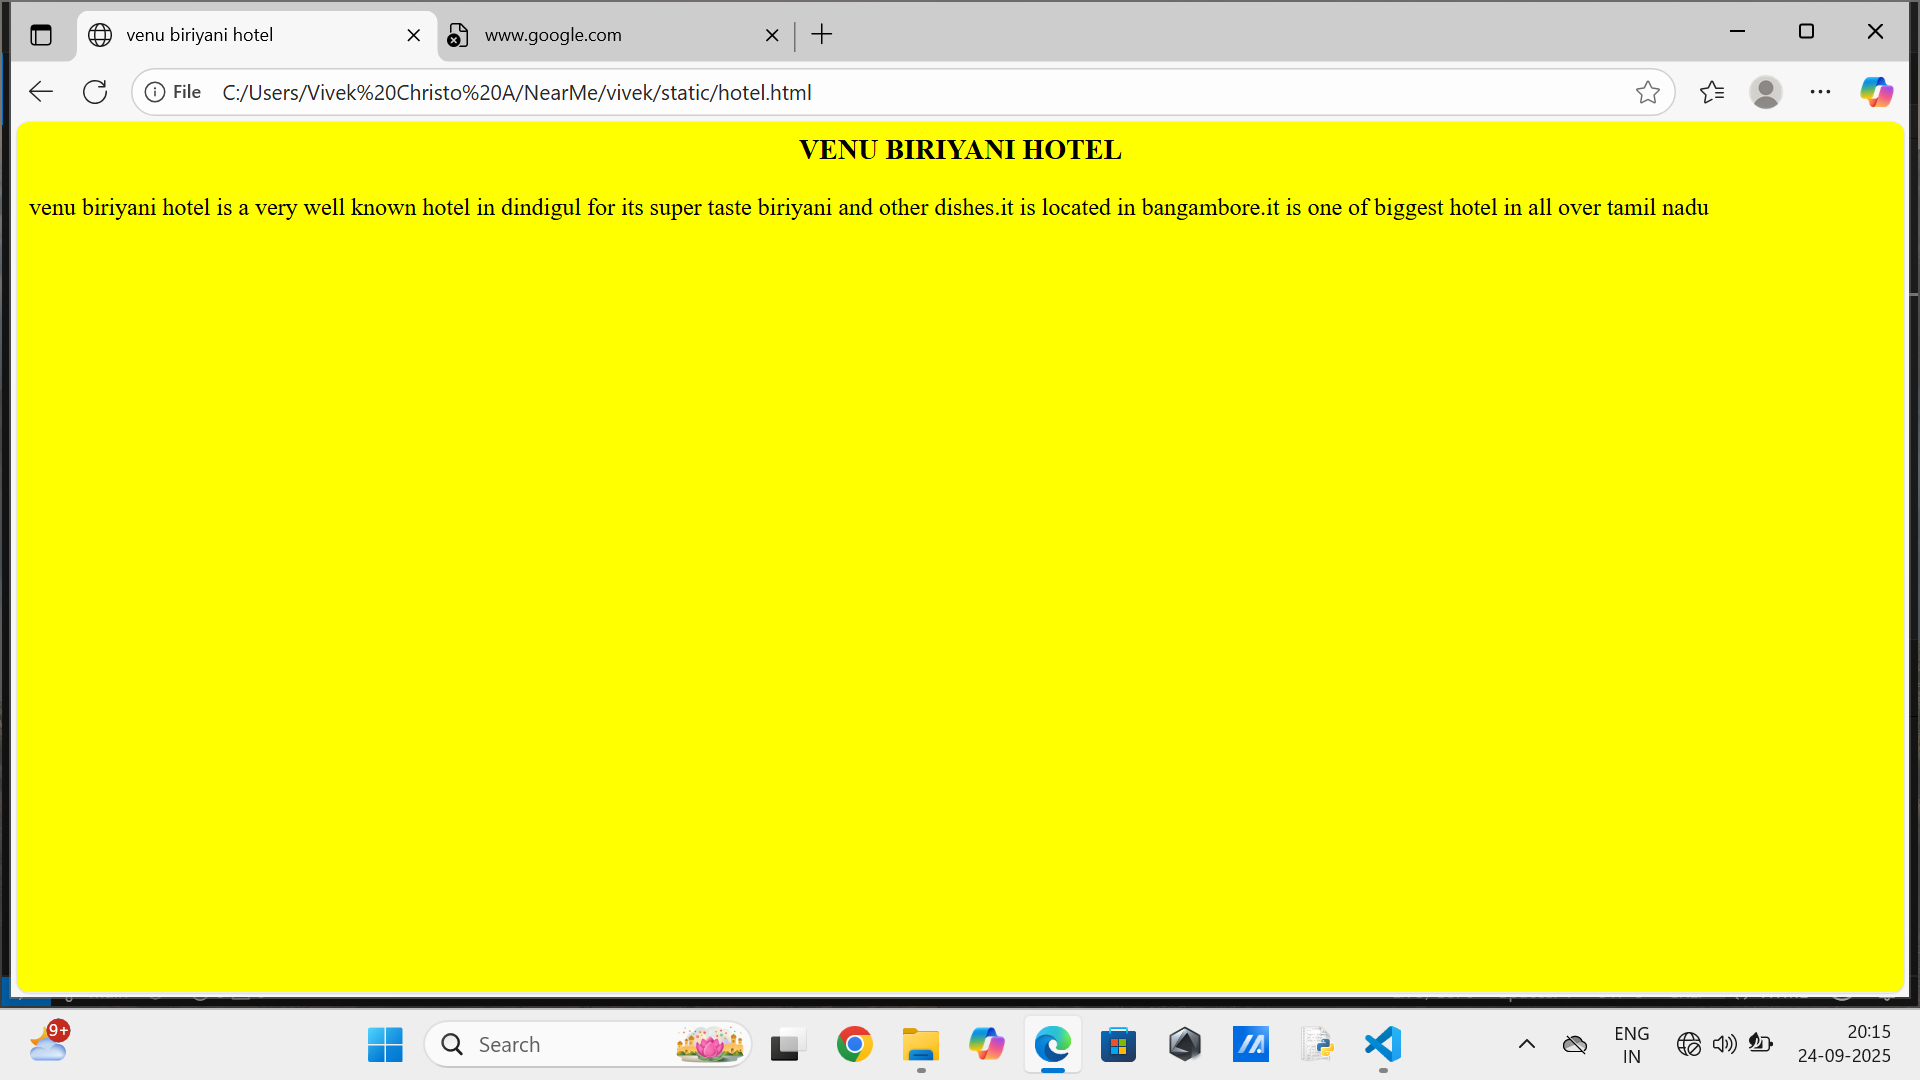 venu biriyani hotel
www.google.com
File C:/Users/Vivek%20Christo%20A/NearMe/vivek/static/hotel.html
VENU BIRIYANI HOTEL
venu biriyani hotel is a very well known hotel in dindigul for its super taste biriyani and other dishes.it is located in bangambore.it is one of biggest hotel in all over tamil nadu
9+
Search
ENG
IN
20:15
24-09-2025